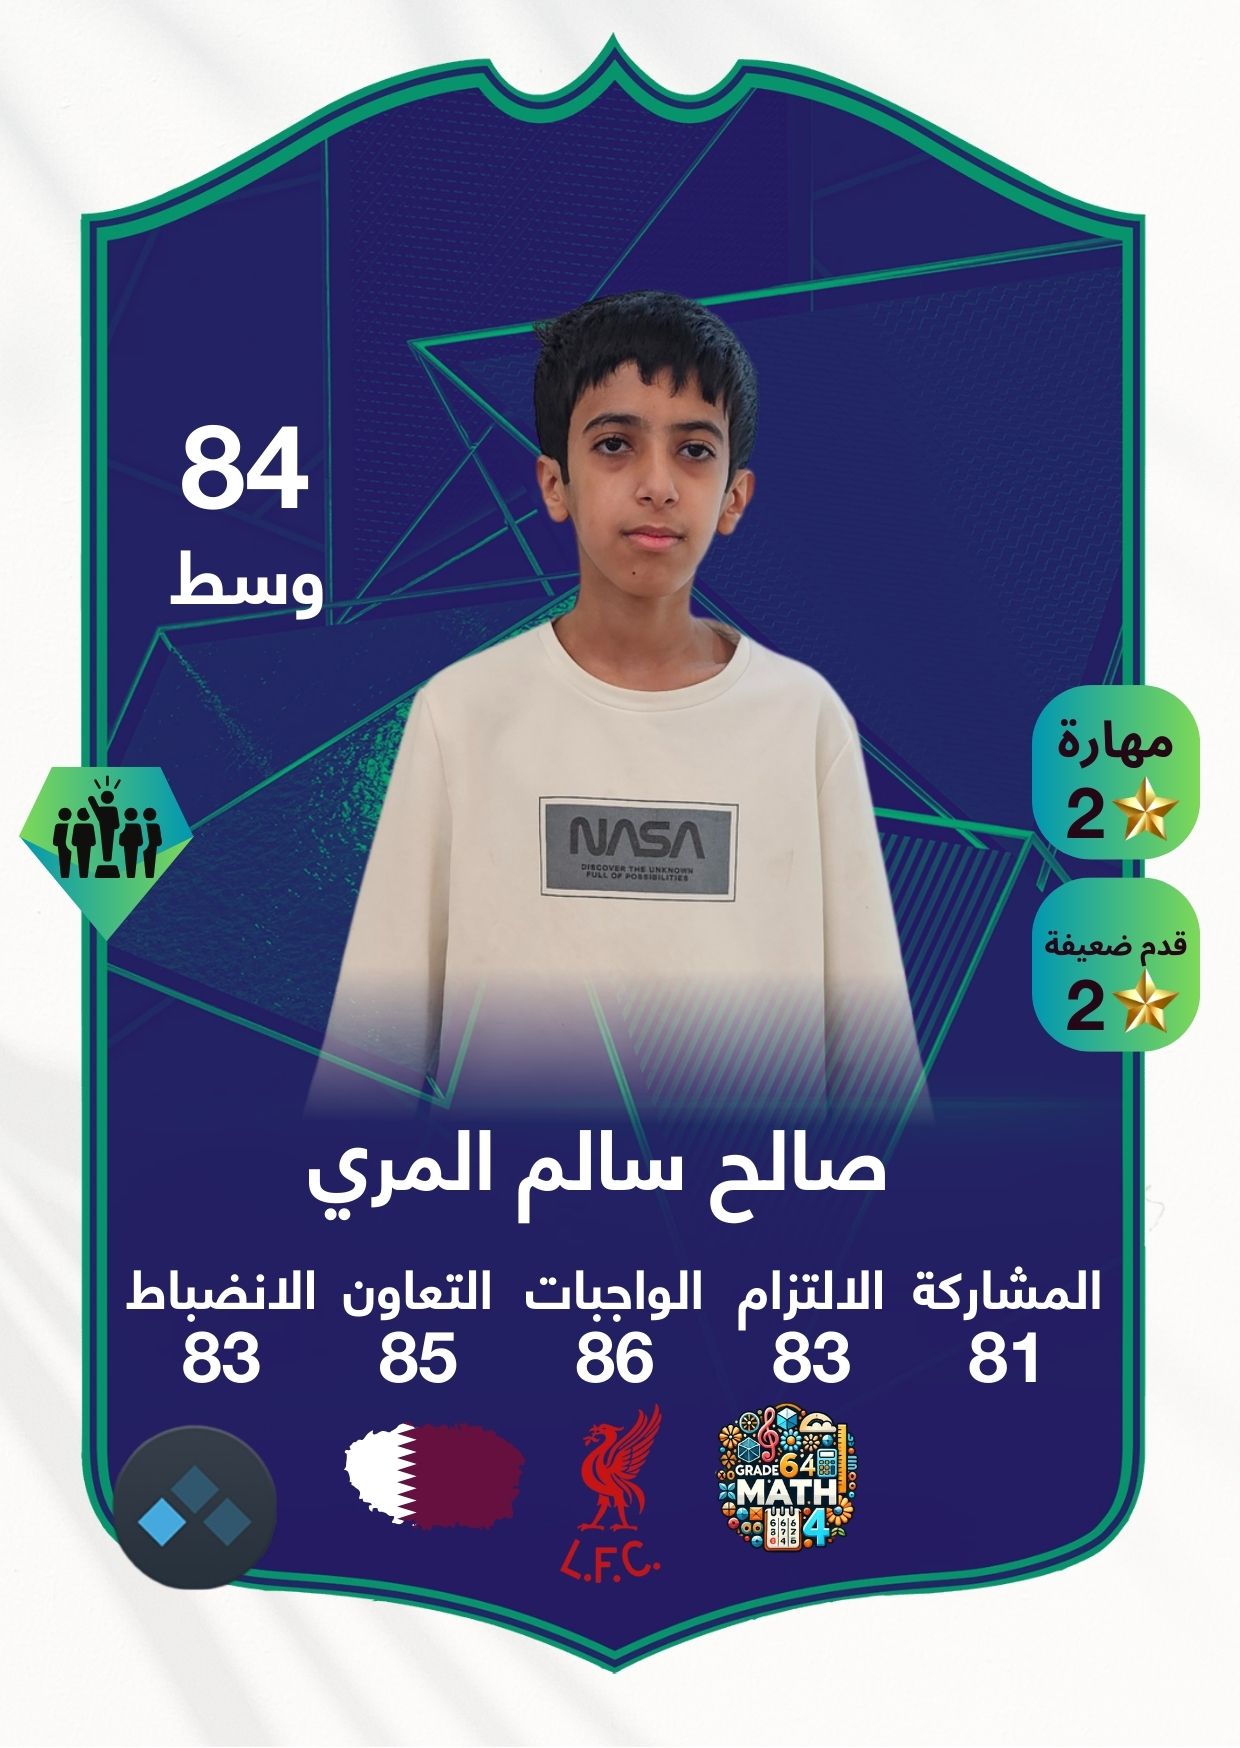 84
وسط
NASA
DISCOVER THE UNKNOWN
FULL OF POSSIBILITIES
مهارة
2
قدم ضعيفة
2
صالح سالم المري
المشاركة الالتزام الواجبات التعاون الانضباط
81 83 86 85 83
L.F.C.
GRADE 64
MATH
4